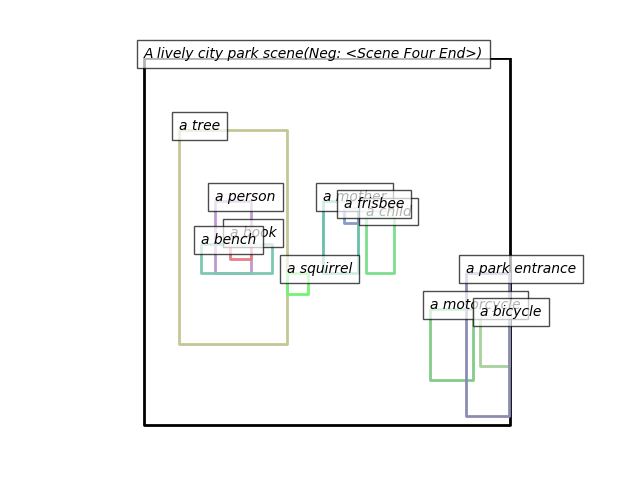 A lively city park scene(Neg: <Scene Four End>)
a tree
a person
a mother
a frisbee
a child
a book
a bench
a squirrel
a park entrance
a motorcycle
a bicycle